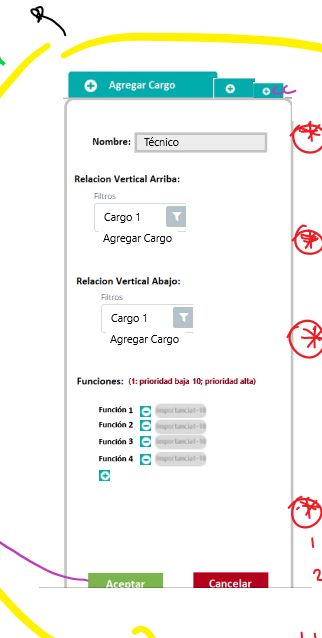 Agregar Cargo
Nombre: Técnico
Relacion Vertical Arriba:
Filtros
Cargo 1
Agregar Cargo
Relacion Vertical Abajo:
Filtros
Cargo 1
Agregar Cargo
Funciones: (1: prioridad baja 10; prioridad alta)
Función 1 Importancia1-10
Función 2 Importancia1-10
Función 3 Importancia1-10
Función 4 Importancia1-10
1
2
Aceptar Cancelar